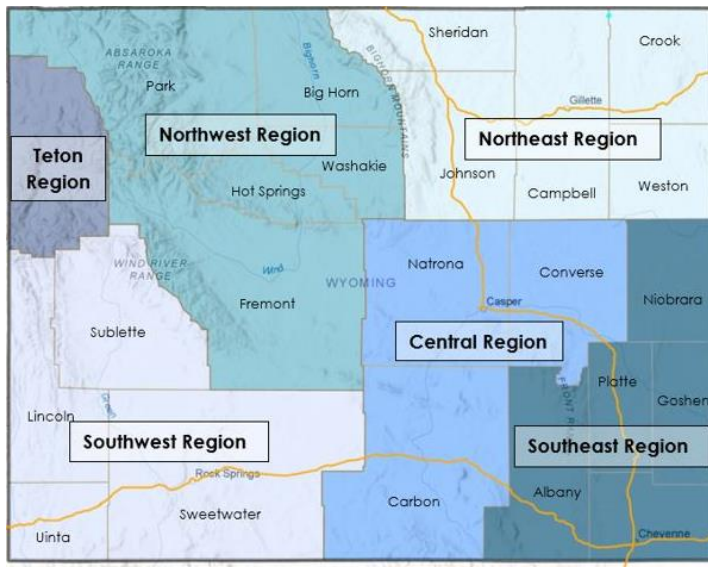 Sheridan
Crook
ABSAROKA
RANGE
Bighorn
BIGHORN MOUNTAINS
Park
Big Horn
Gillette
Northwest Region
Northeast Region
Teton
Region
Washakie
Johnson
Hot Springs
Campbell
Weston
WIND RIVER
RANGE
Wind
WYOMING
Natrona
Converse
Fremont
Casper
Niobrara
Sublette
Central Region
Platte
Goshen
Lincoln
Green
Southwest Region
Southeast Region
Rock Springs
Albany
Carbon
Sweetwater
Uinta
Cheyenne